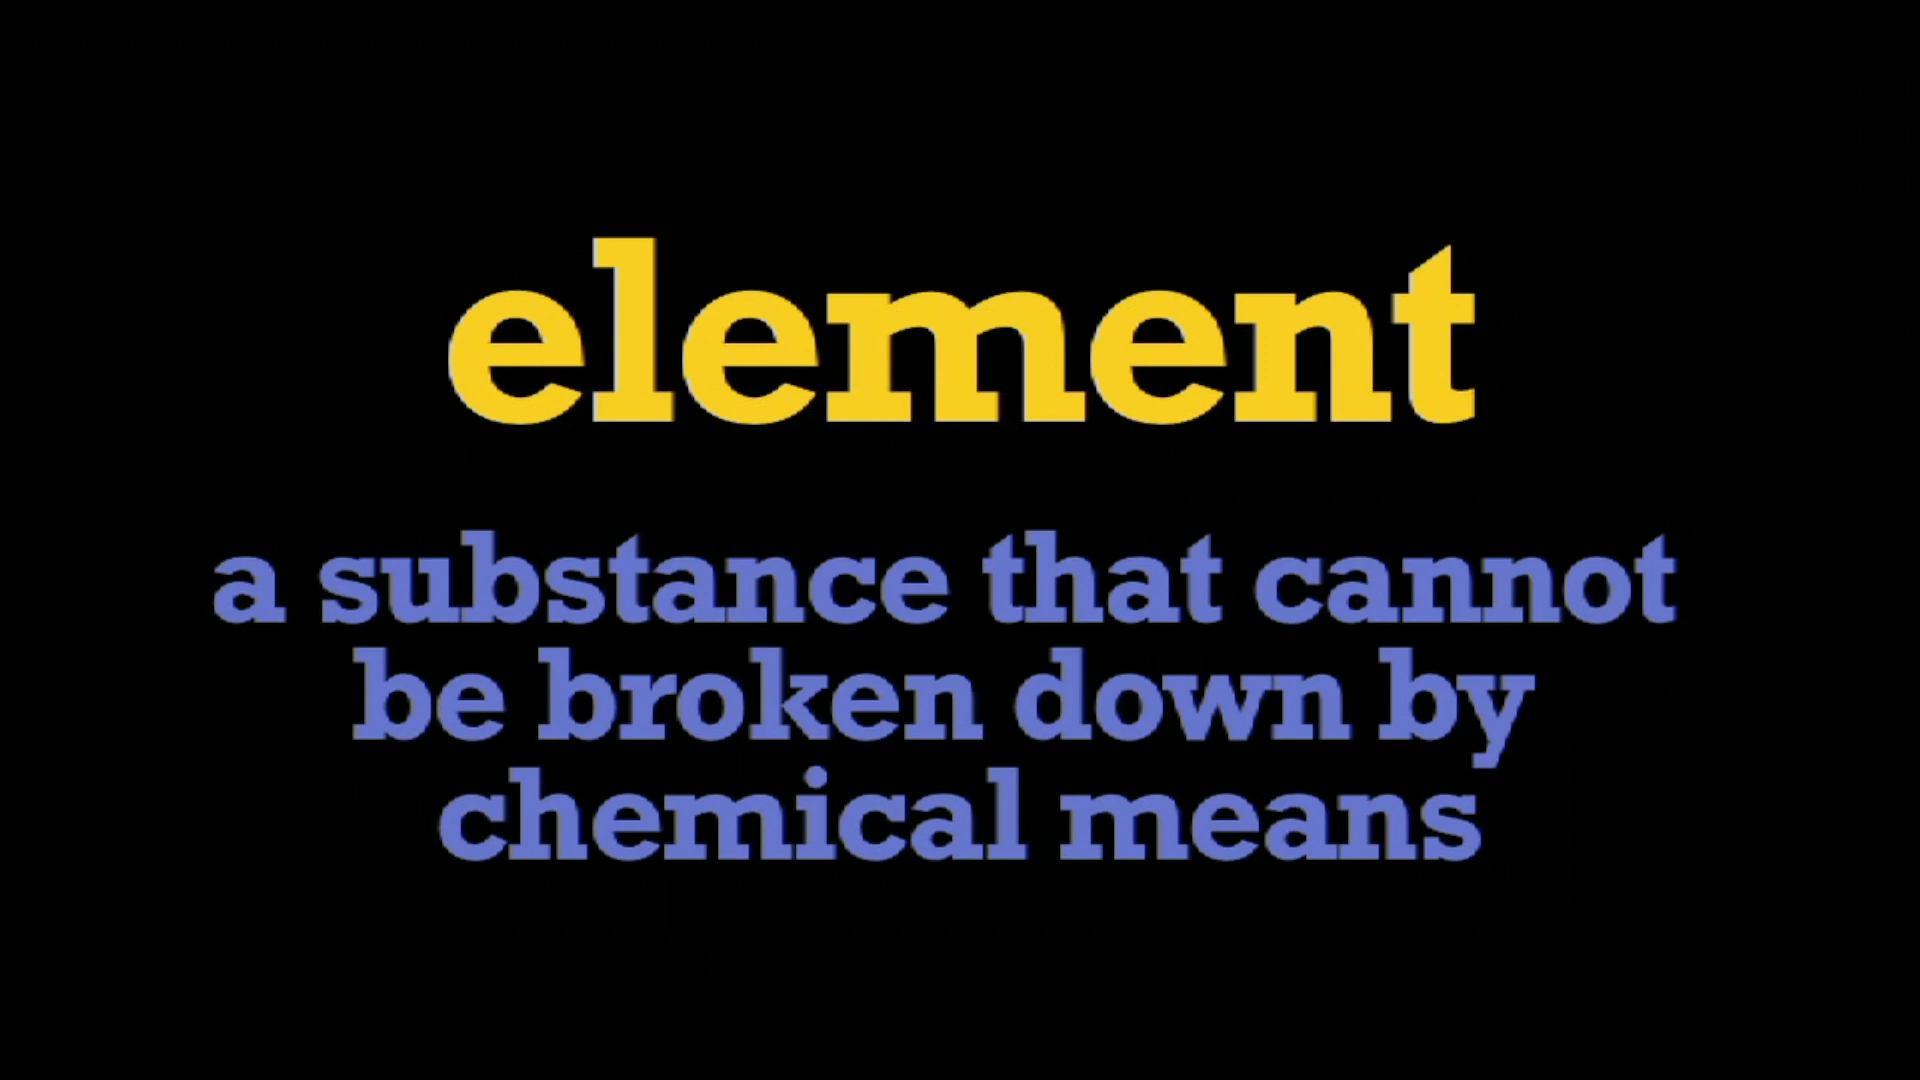 element
a substance that cannot
be broken down by
chemical means